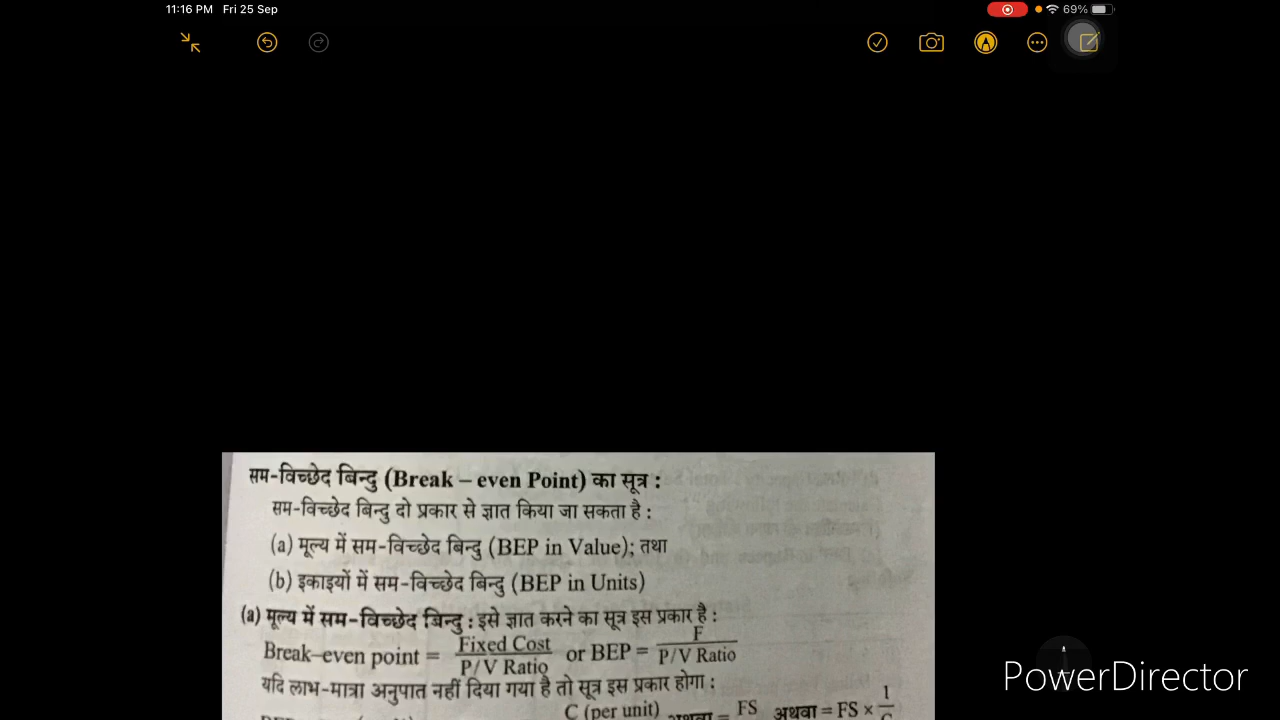 11:16 PM Fri 25 Sep 69%
सम-विच्छेद बिन्दु (Break – even Point) का सूत्र :
सम-विच्छेद बिन्दु दो प्रकार से ज्ञात किया जा सकता है :
(a) मूल्य में सम-विच्छेद बिन्दु (BEP in Value); तथा
(b) इकाइयों में सम-विच्छेद बिन्दु (BEP in Units)
(a) मूल्य में सम-विच्छेद बिन्दु : इसे ज्ञात करने का सूत्र इस प्रकार है :
Break–even point = Fixed Cost / P/V Ratio or BEP = F / P/V Ratio
यदि लाभ-मात्रा अनुपात नहीं दिया गया है तो सूत्र इस प्रकार होगा :
C (per unit) अथवा = FS अथवा = FS × 1
PowerDirector